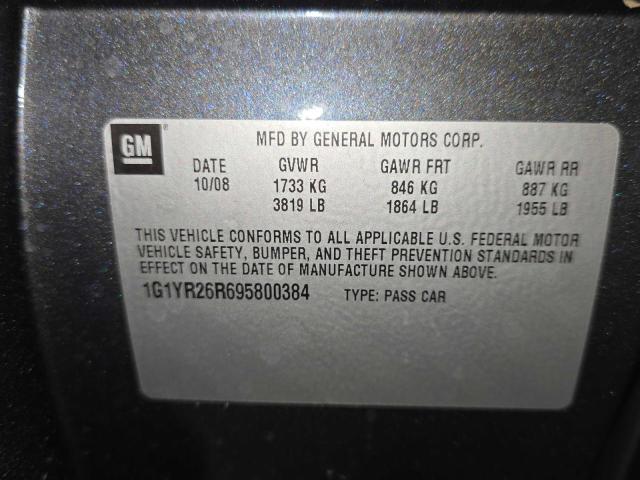 GM
MFD BY GENERAL MOTORS CORP.
DATE GVWR GAWR FRT GAWR RR
10/08 1733 KG 846 KG 887 KG
3819 LB 1864 LB 1955 LB
THIS VEHICLE CONFORMS TO ALL APPLICABLE U.S. FEDERAL MOTOR
VEHICLE SAFETY, BUMPER, AND THEFT PREVENTION STANDARDS IN
EFFECT ON THE DATE OF MANUFACTURE SHOWN ABOVE.
1G1YR26R695800384 TYPE: PASS CAR